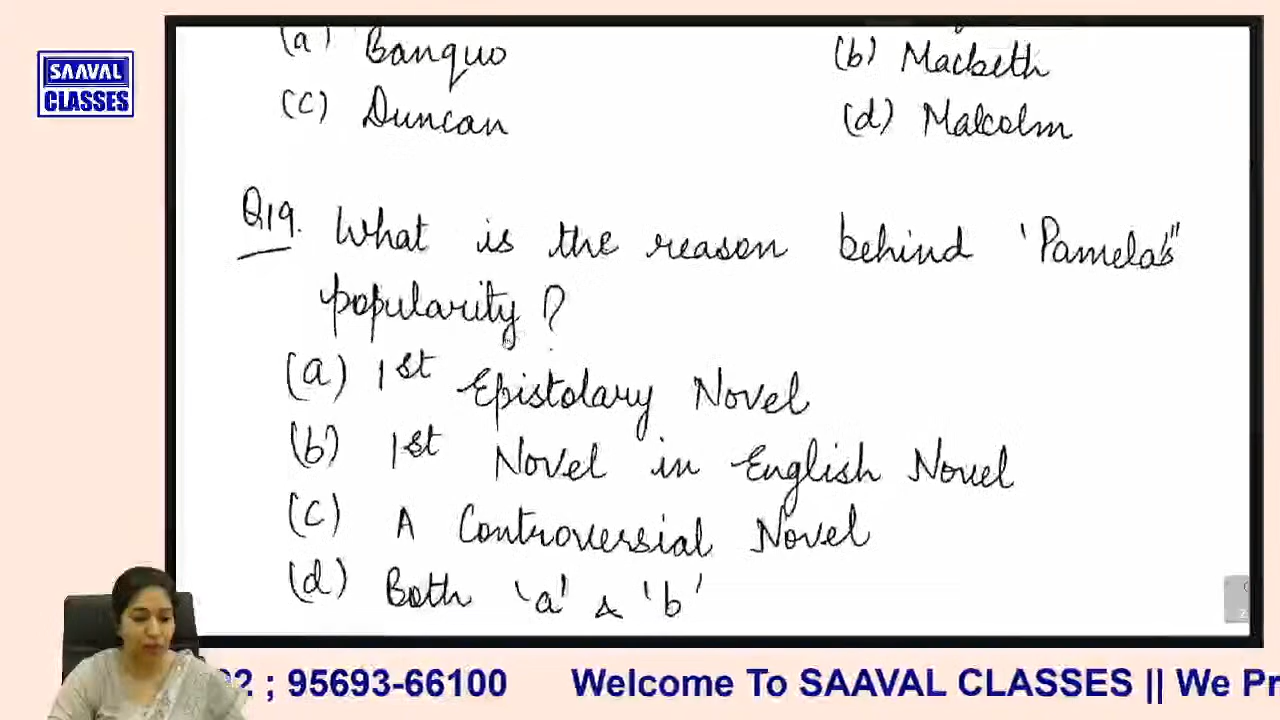 SAAVAL
CLASSES
(a) Banquo (b) Macbeth
(c) Duncan (d) Malcolm
Q19. What is the reason behind 'Pamela's"
popularity?
(a) 1st Epistolary Novel
(b) 1st Novel in English Novel
(c) A Controversial Novel
(d) Both 'a' & 'b'
; 95693-66100 Welcome To SAAVAL CLASSES || We Pr